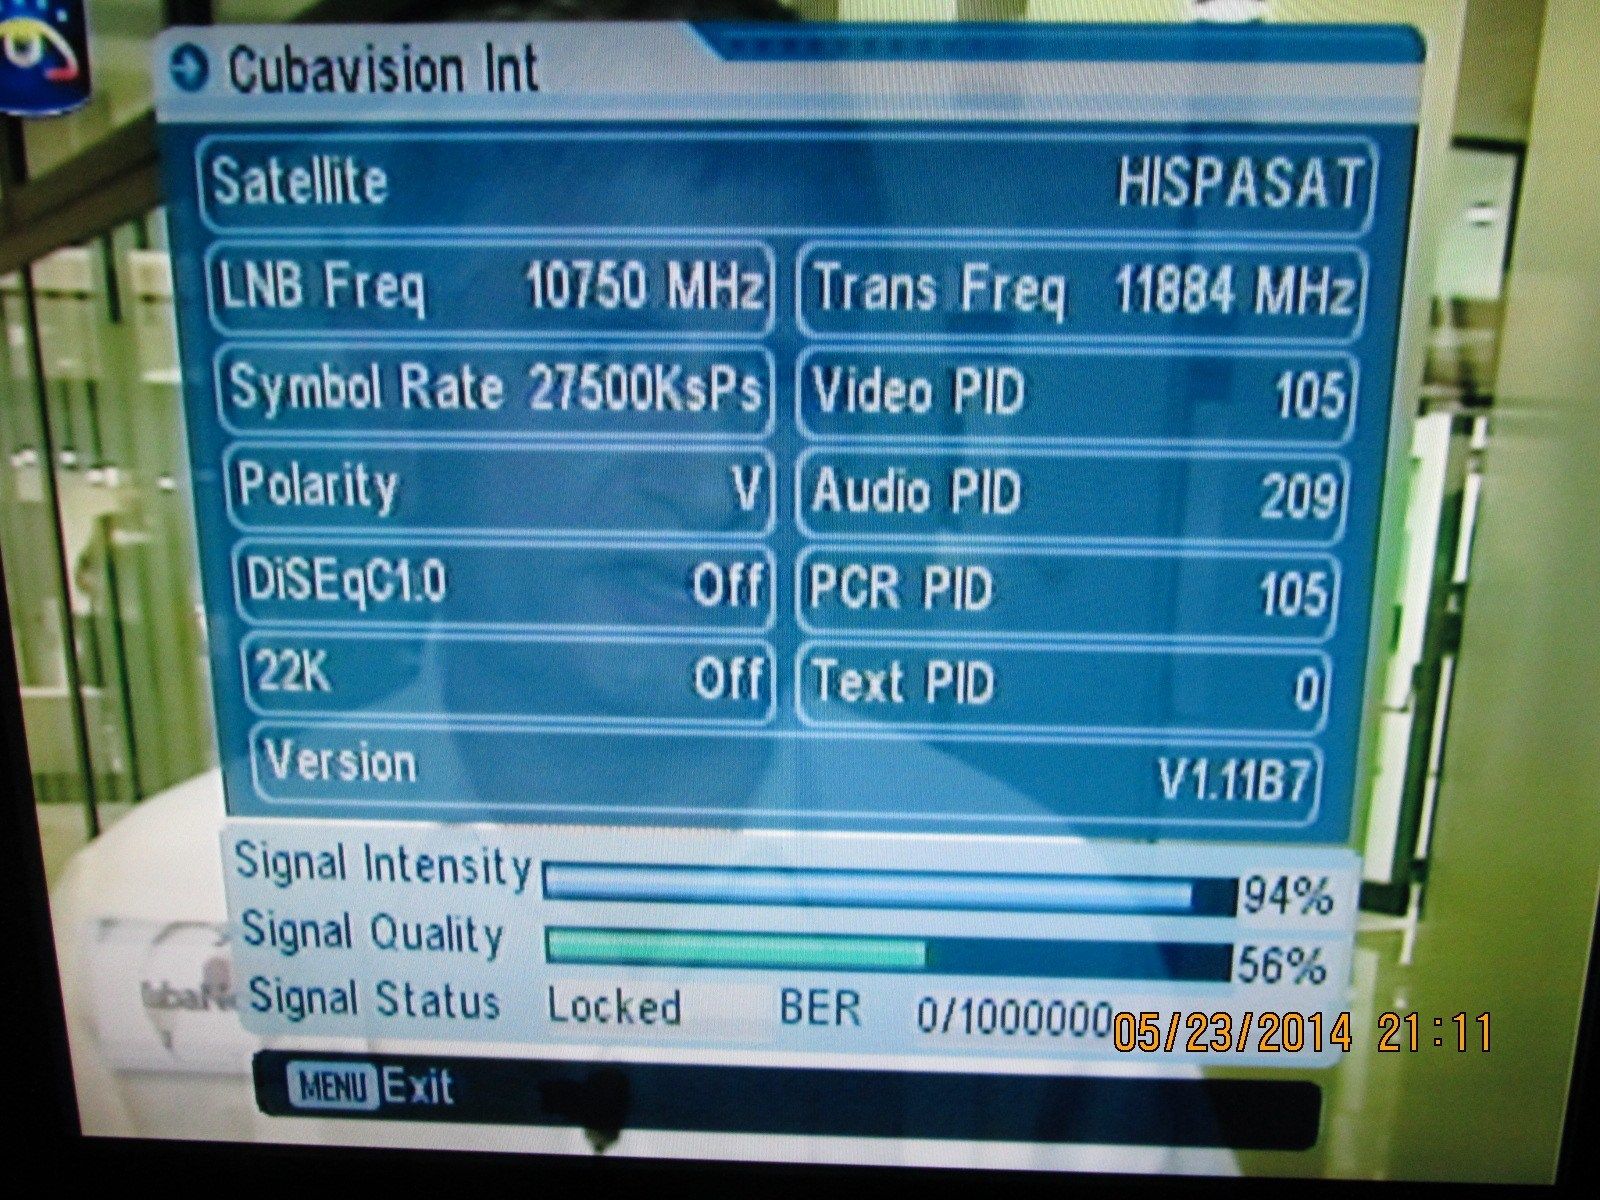 Cubavision Int
Satellite HISPASAT
LNB Freq 10750 MHz Trans Freq 11884 MHz
Symbol Rate 27500KsPs Video PID 105
Polarity V Audio PID 209
DiSEqC1.0 Off PCR PID 105
22K Off Text PID 0
Version V1.11B7
Signal Intensity 94%
Signal Quality 56%
Signal Status Locked BER 0/1000000
05/23/2014 21:11
MENU Exit